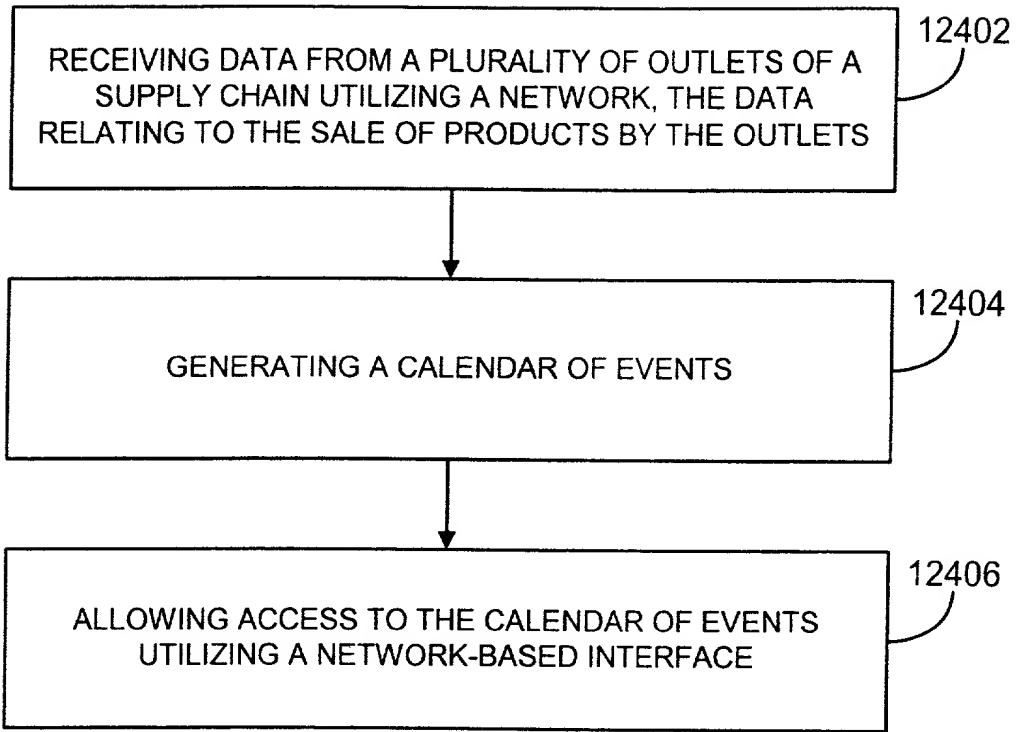 12402
RECEIVING DATA FROM A PLURALITY OF OUTLETS OF A
SUPPLY CHAIN UTILIZING A NETWORK, THE DATA
RELATING TO THE SALE OF PRODUCTS BY THE OUTLETS
12404
GENERATING A CALENDAR OF EVENTS
12406
ALLOWING ACCESS TO THE CALENDAR OF EVENTS
UTILIZING A NETWORK-BASED INTERFACE